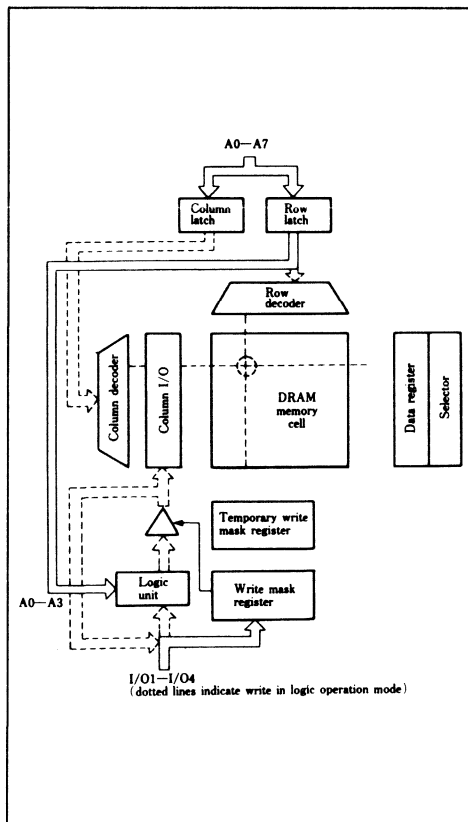 A0—A7
Column
latch
Row
latch
Row
decoder
Column decoder
Column I/O
DRAM
memory
cell
Data register
Selector
Temporary write
mask register
Logic
unit
Write mask
register
A0—A3
I/O1—I/O4
(dotted lines indicate write in logic operation mode)